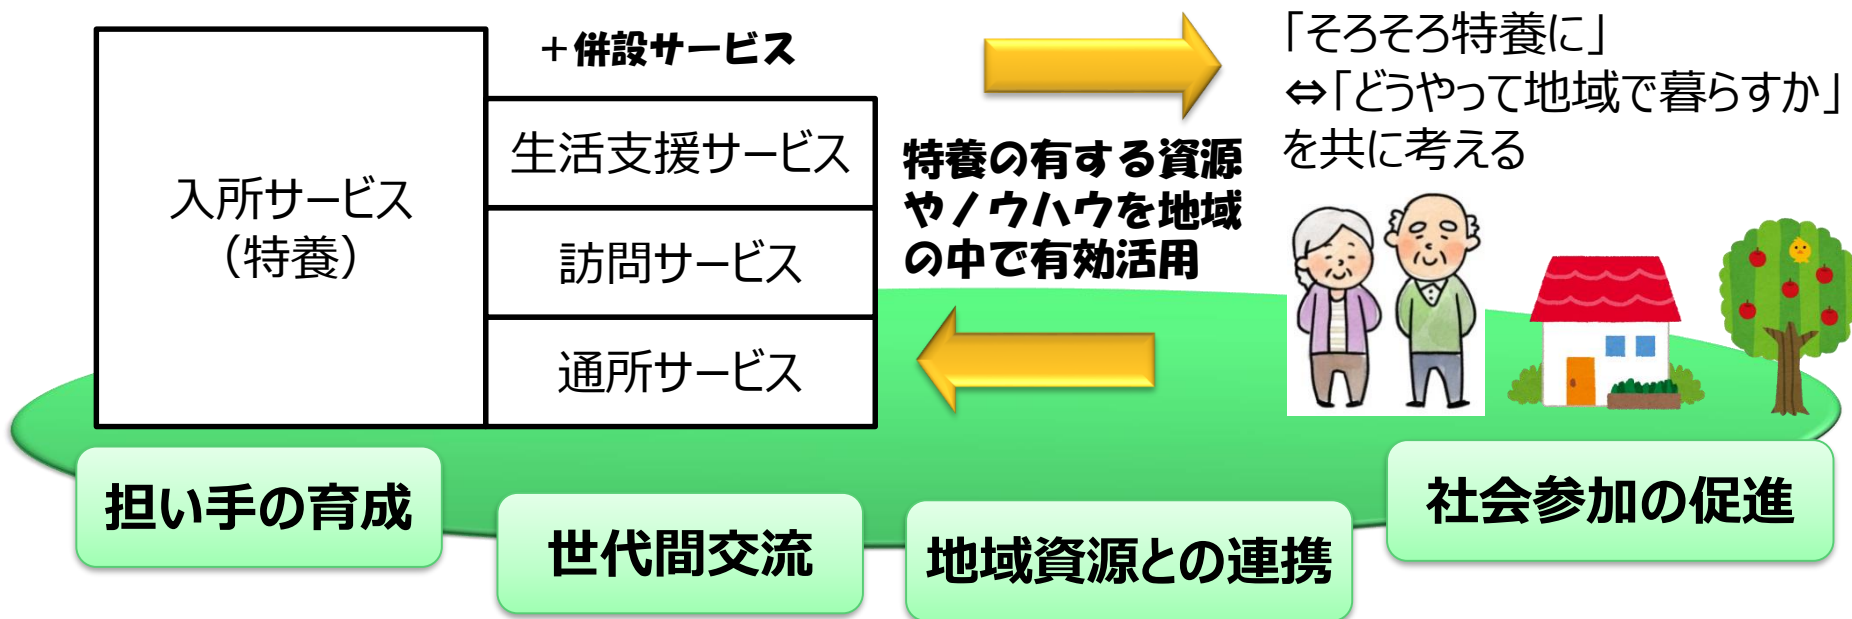 入所サービス
（特養）
＋併設サービス
生活支援サービス
訪問サービス
通所サービス
特養の有する資源
やノウハウを地域
の中で有効活用
「そろそろ特養に」
⇔「どうやって地域で暮らすか」
を共に考える
担い手の育成
世代間交流
地域資源との連携
社会参加の促進